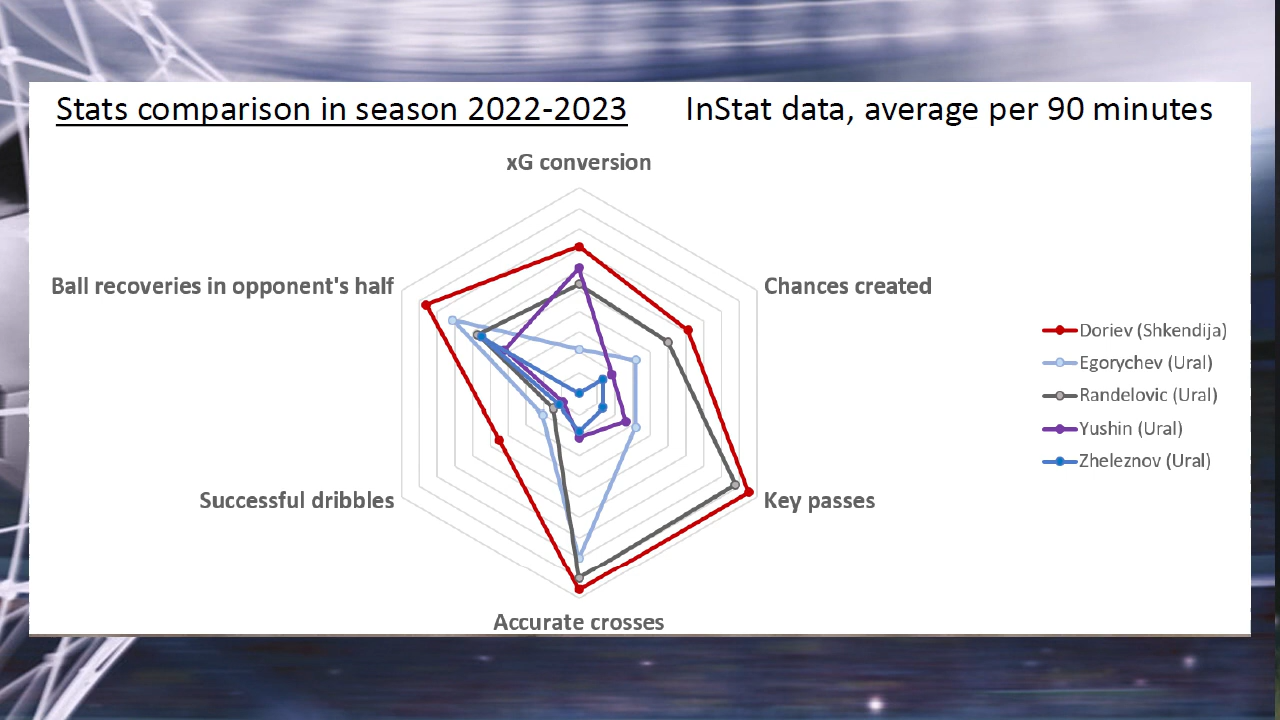 Stats comparison in season 2022-2023
InStat data, average per 90 minutes
xG conversion
Ball recoveries in opponent's half
Chances created
Successful dribbles
Key passes
Accurate crosses
Doriev (Shkendija)
Egorychev (Ural)
Randelovic (Ural)
Yushin (Ural)
Zheleznov (Ural)